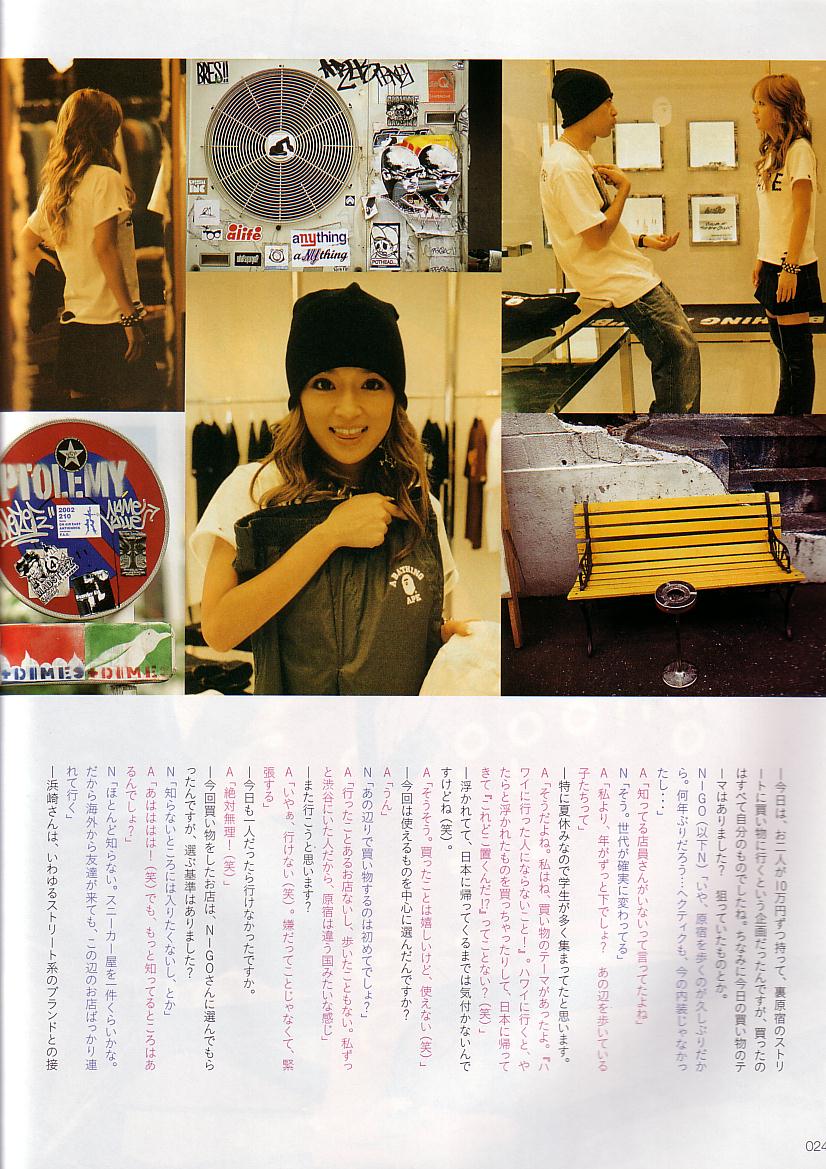 BRES!!
SPECIAL
INC
alife
anything
aNYthing
POTHEAD
PTOLEMY
2002
210
+DIMES
+DIME
A BATHING
APE
―今日は、お二人が10万円ずつ持って、裏原宿のストリ
ートに買い物に行くという企画だったんですが、買ったの
はすべて自分のものでしたね。ちなみに今日の買い物のテ
ーマはありました？　狙っていたものとか。
NIGO（以下N）「いや、原宿を歩くのが久しぶりだか
ら。何年ぶりだろう…ヘクティクも、今の内装じゃなかっ
たし…」
A「知ってる店員さんがいないって言ってたよね」
N「そう。世代が確実に変わってる」
A「私より、年がずっと下でしょ？　あの辺を歩いている
子たちって」
―特に夏休みなので学生が多く集まってたと思います。
A「そうだよね。私はね、買い物のテーマがあったよ。『ハ
ワイに行った人にならないこと！』。ハワイに行くと、や
たらと浮かれたものを買っちゃったりして、日本に帰って
きて『これどこ置くんだ!?』ってことない？（笑）」
―浮かれてて、日本に帰ってくるまでは気付かないんで
すけどね（笑）。
A「そうそう。買ったことは嬉しいけど、使えない（笑）」
―今回は使えるものを中心に選んだんですか？
A「うん」
N「あの辺りで買い物するのは初めてでしょ？」
A「行ったことあるお店ないし、歩いたこともない。私ずっ
と渋谷にいた人だから、原宿は違う国みたいな感じ」
―また行こうと思います？
A「いやぁ、行けない（笑）。嫌だってことじゃなくて、緊
張する」
―今日も一人だったら行けなかったですか。
A「絶対無理！（笑）」
―今回買い物をしたお店は、NIGOさんに選んでもら
ったんですが、選ぶ基準はありました？
N「知らないところには入りたくないし、とか」
A「あはははは！（笑）でも、もっと知ってるところはあ
るんでしょ？」
N「ほとんど知らない。スニーカー屋を一件くらいかな。
だから海外から友達が来ても、この辺のお店ばっかり連
れて行く」
―浜崎さんは、いわゆるストリート系のブランドとの接
024